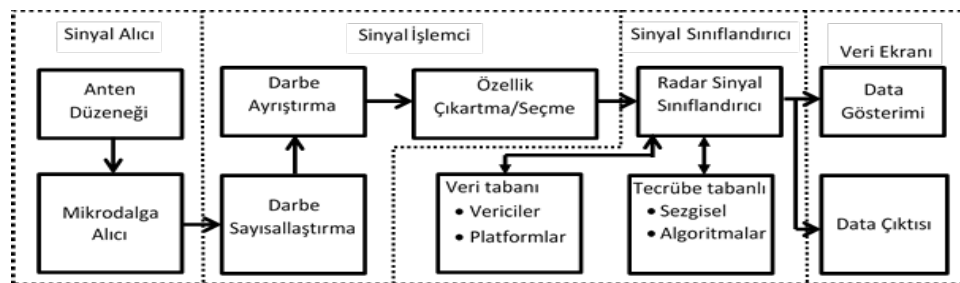 Sinyal Alıcı
Anten
Düzeneği
Mikrodalga
Alıcı
Sinyal İşlemci
Darbe
Ayrıştırma
Özellik
Çıkartma/Seçme
Darbe
Sayısallaştırma
Sinyal Sınıflandırıcı
Radar Sinyal
Sınıflandırıcı
Veri tabanı
• Vericiler
• Platformlar
Tecrübe tabanlı
• Sezgisel
• Algoritmalar
Veri Ekranı
Data
Gösterimi
Data Çıktısı